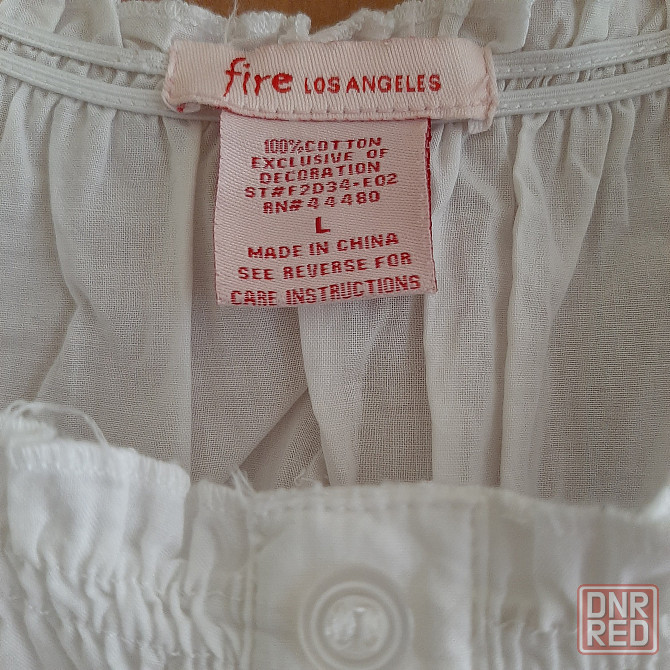 fire LOS ANGELES
100% COTTON
EXCLUSIVE OF
DECORATION
ST#F2D34-E02
RN#44480
L
MADE IN CHINA
SEE REVERSE FOR
CARE INSTRUCTIONS
DNR
RED